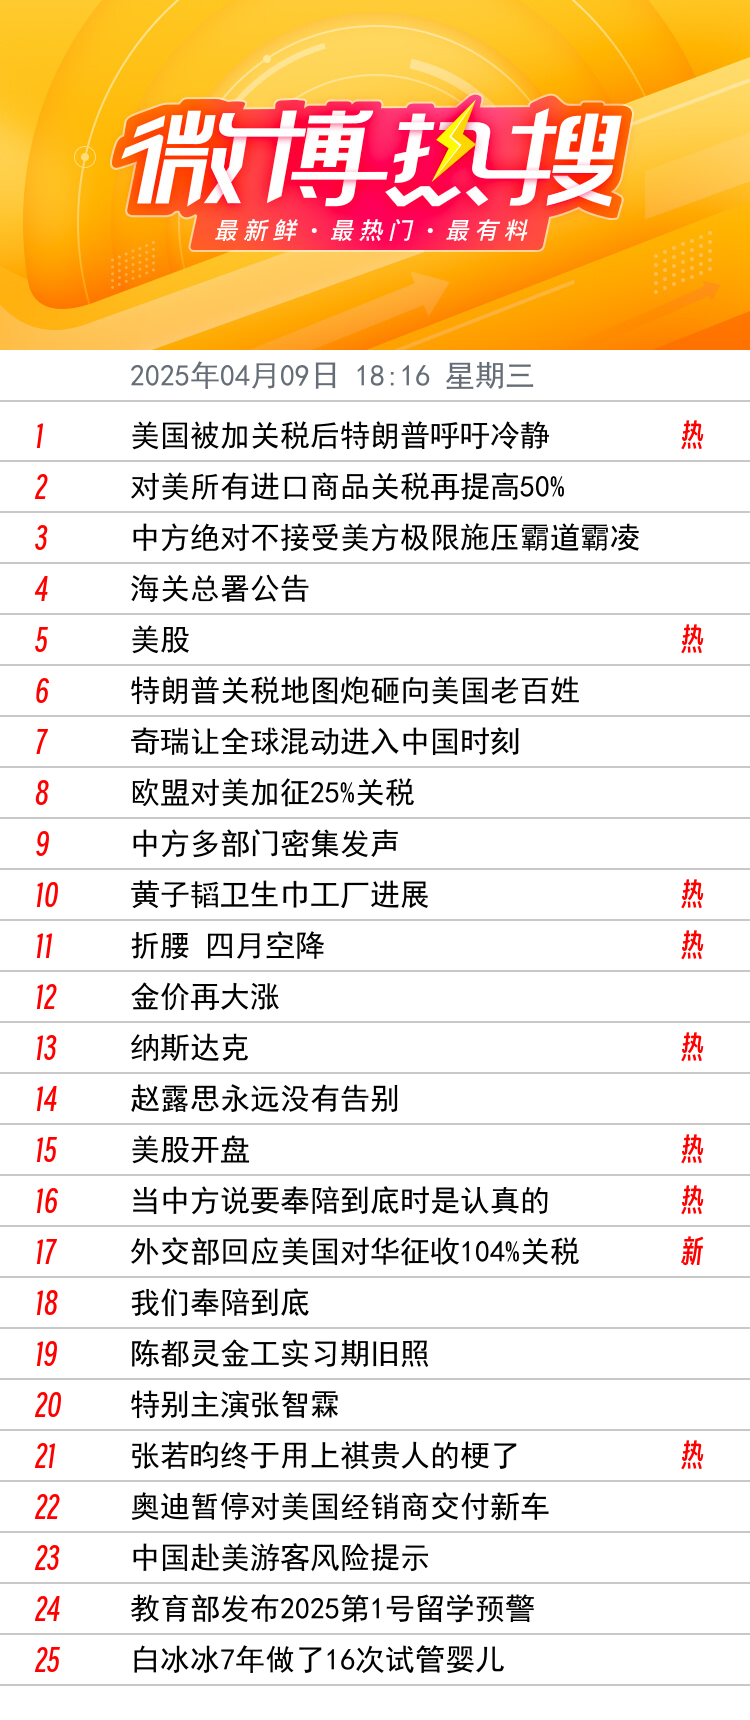 微博热搜
最新鲜·最热门·最有料
2025年04月09日 18:16 星期三
1 美国被加关税后特朗普呼吁冷静 热
2 对美所有进口商品关税再提高50%
3 中方绝对不接受美方极限施压霸道霸凌
4 海关总署公告
5 美股 热
6 特朗普关税地图炮砸向美国老百姓
7 奇瑞让全球混动进入中国时刻
8 欧盟对美加征25%关税
9 中方多部门密集发声
10 黄子韬卫生巾工厂进展 热
11 折腰 四月空降 热
12 金价再大涨
13 纳斯达克 热
14 赵露思永远没有告别
15 美股开盘 热
16 当中方说要奉陪到底时是认真的 热
17 外交部回应美国对华征收104%关税 新
18 我们奉陪到底
19 陈都灵金工实习期旧照
20 特别主演张智霖
21 张若昀终于用上祺贵人的梗了 热
22 奥迪暂停对美国经销商交付新车
23 中国赴美游客风险提示
24 教育部发布2025第1号留学预警
25 白冰冰7年做了16次试管婴儿